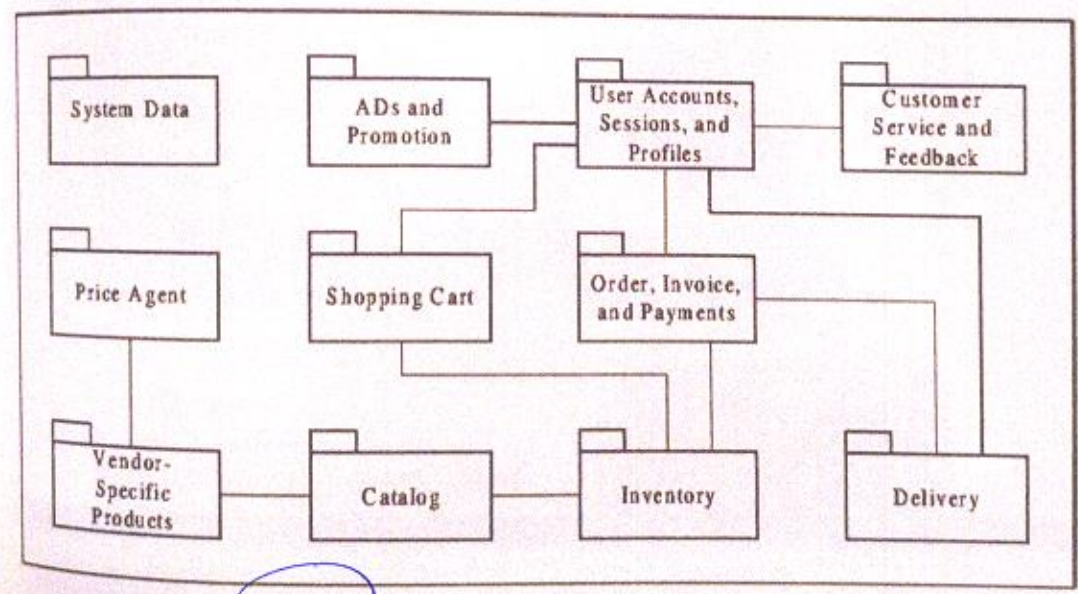 System Data
ADs and
Promotion
User Accounts,
Sessions, and
Profiles
Customer
Service and
Feedback
Price Agent
Shopping Cart
Order, Invoice,
and Payments
Vendor-
Specific
Products
Catalog
Inventory
Delivery